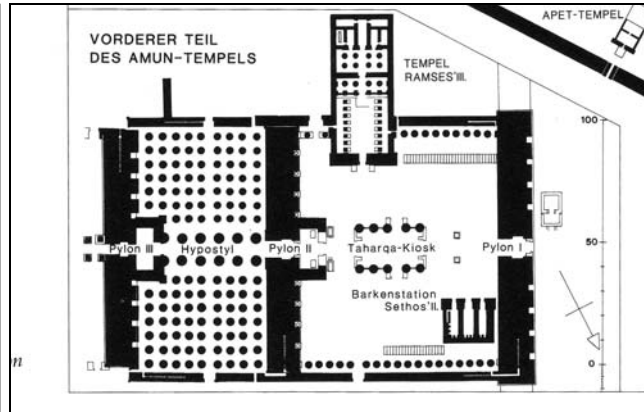 VORDERER TEIL
DES AMUN-TEMPELS
APET-TEMPEL
TEMPEL
RAMSES'III.
100
Pylon III
Hypostyl
Pylon II
Taharqa-Kiosk
Pylon I
50
Barkenstation
Sethos'II.
0